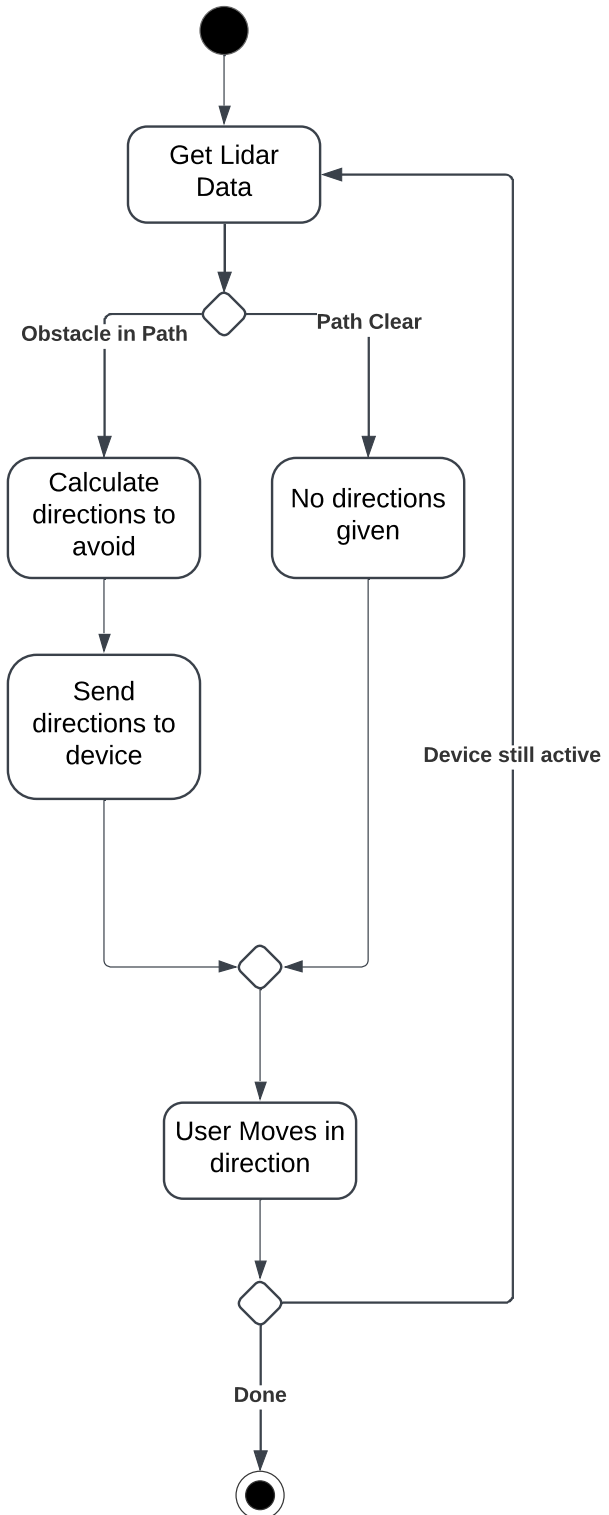 Get Lidar
Data
Obstacle in Path
Path Clear
Calculate
directions to
avoid
No directions
given
Send
directions to
device
Device still active
User Moves in
direction
Done